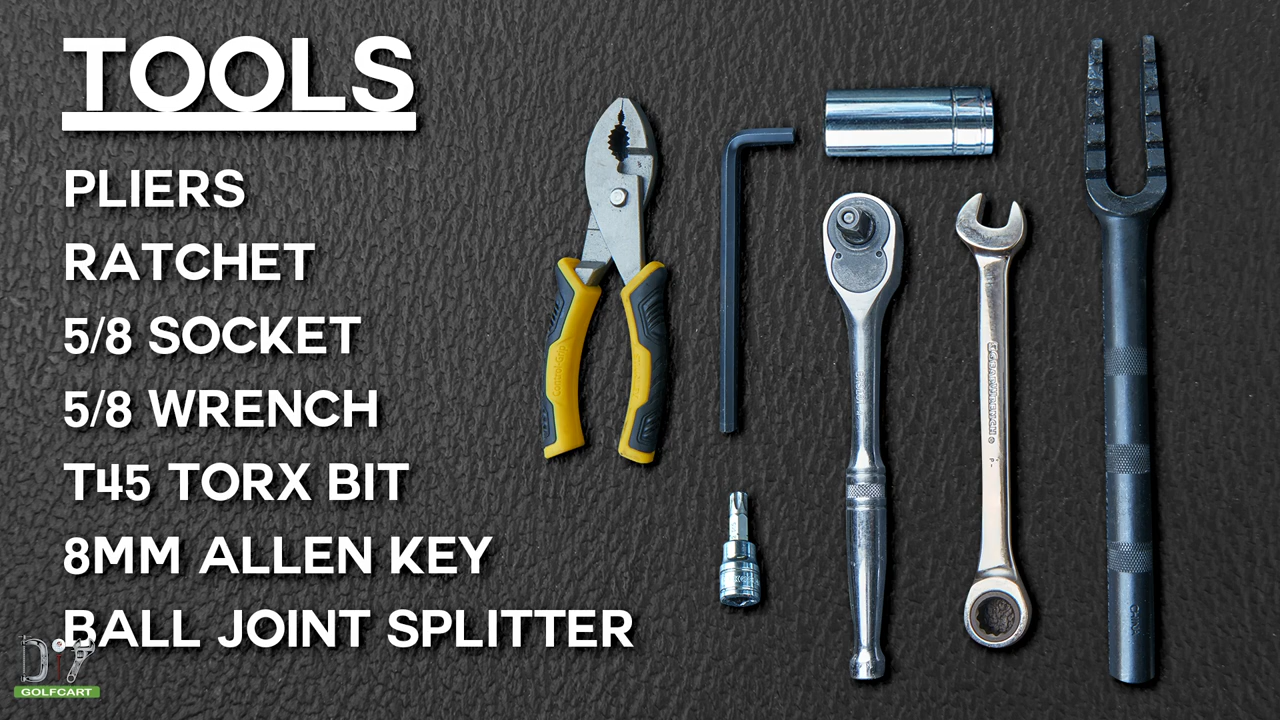 TOOLS
PLIERS
RATCHET
5/8 SOCKET
5/8 WRENCH
T45 TORX BIT
8MM ALLEN KEY
BALL JOINT SPLITTER
DIY
GOLFCART